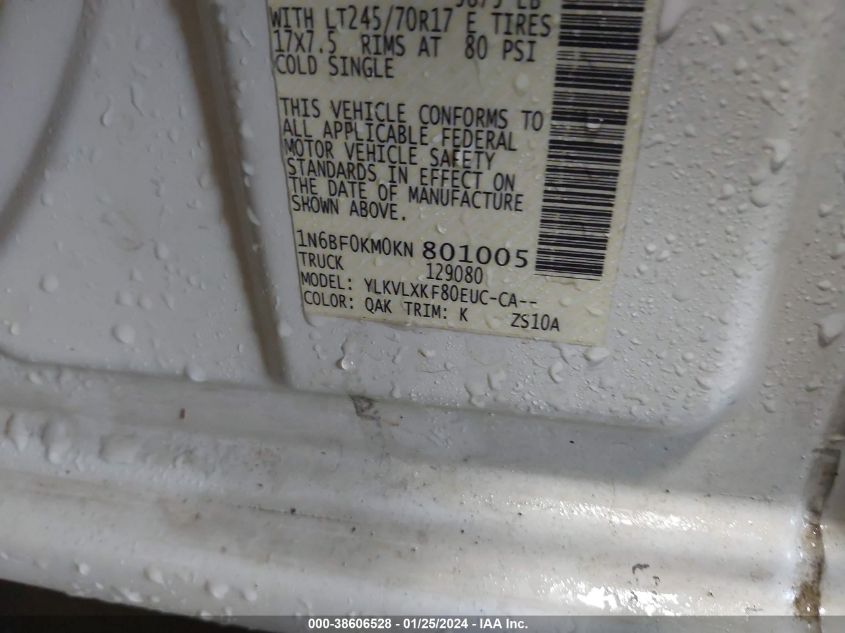 WITH LT245/70R17 E TIRES
17X7.5 RIMS AT 80 PSI
COLD SINGLE
THIS VEHICLE CONFORMS TO
ALL APPLICABLE FEDERAL
MOTOR VEHICLE SAFETY
STANDARDS IN EFFECT ON
THE DATE OF MANUFACTURE
SHOWN ABOVE.
1N6BF0KM0KN 801005
TRUCK 129080
MODEL: YLKVLXKF80EUC-CA--
COLOR: QAK TRIM: K ZS10A
000-38606528 - 01/25/2024 - IAA Inc.